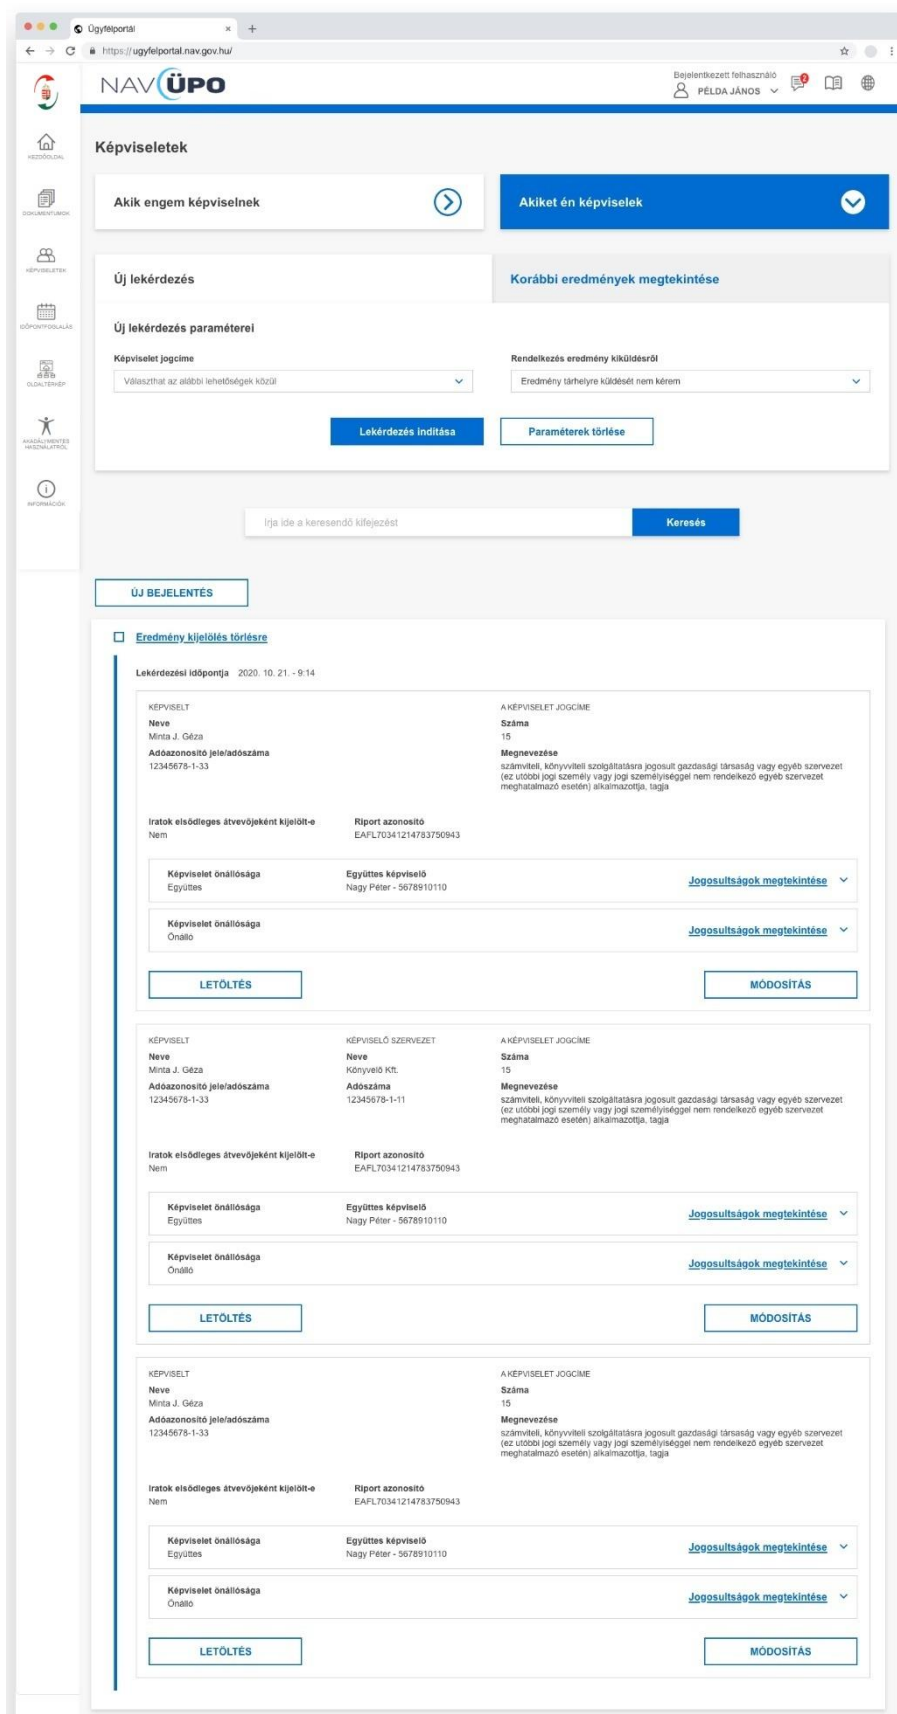 Ügyfélportál
https://ugyfelportal.nav.gov.hu/
NAV ÜPO
Bejelentkezett felhasználó
PÉLDA JÁNOS
2
KEZDŐOLDAL
DOKUMENTUMOK
KÉPVISELETEK
IDŐPONTFOGLALÁS
OLDALTÉRKÉP
AKADÁLYMENTES
HASZNÁLATRÓL
INFORMÁCIÓK
Képviseletek
Akik engem képviselnek
Akiket én képviselek
Új lekérdezés
Korábbi eredmények megtekintése
Új lekérdezés paraméterei
Képviselet jogcíme
Rendelkezés eredmény kiküldésről
Választhat az alábbi lehetőségek közül
Eredmény tárhelyre küldését nem kérem
Lekérdezés indítása
Paraméterek törlése
Írja ide a keresendő kifejezést
Keresés
ÚJ BEJELENTÉS
Eredmény kijelölés törlésre
Lekérdezési időpontja 2020. 10. 21. - 9:14
KÉPVISELT
A KÉPVISELET JOGCÍME
Neve
Száma
Minta J. Géza
15
Adóazonosító jele/adószáma
Megnevezése
12345678-1-33
számviteli, könyvviteli szolgáltatásra jogosult gazdasági társaság vagy egyéb szervezet
(ez utóbbi jogi személy vagy jogi személyiséggel nem rendelkező egyéb szervezet
meghatalmazó esetén) alkalmazottja, tagja
Iratok elsődleges átvevőjeként kijelölt-e
Riport azonosító
Nem
EAFL70341214783750943
Képviselet önállósága
Együttes képviselő
Együttes
Nagy Péter - 5678910110
Jogosultságok megtekintése
Képviselet önállósága
Önálló
Jogosultságok megtekintése
LETÖLTÉS
MÓDOSÍTÁS
KÉPVISELT
KÉPVISELŐ SZERVEZET
A KÉPVISELET JOGCÍME
Neve
Neve
Száma
Minta J. Géza
Könyvelő Kft.
15
Adóazonosító jele/adószáma
Adószáma
Megnevezése
12345678-1-33
12345678-1-11
számviteli, könyvviteli szolgáltatásra jogosult gazdasági társaság vagy egyéb szervezet
(ez utóbbi jogi személy vagy jogi személyiséggel nem rendelkező egyéb szervezet
meghatalmazó esetén) alkalmazottja, tagja
Iratok elsődleges átvevőjeként kijelölt-e
Riport azonosító
Nem
EAFL70341214783750943
Képviselet önállósága
Együttes képviselő
Együttes
Nagy Péter - 5678910110
Jogosultságok megtekintése
Képviselet önállósága
Önálló
Jogosultságok megtekintése
LETÖLTÉS
MÓDOSÍTÁS
KÉPVISELT
A KÉPVISELET JOGCÍME
Neve
Száma
Minta J. Géza
15
Adóazonosító jele/adószáma
Megnevezése
12345678-1-33
számviteli, könyvviteli szolgáltatásra jogosult gazdasági társaság vagy egyéb szervezet
(ez utóbbi jogi személy vagy jogi személyiséggel nem rendelkező egyéb szervezet
meghatalmazó esetén) alkalmazottja, tagja
Iratok elsődleges átvevőjeként kijelölt-e
Riport azonosító
Nem
EAFL70341214783750943
Képviselet önállósága
Együttes képviselő
Együttes
Nagy Péter - 5678910110
Jogosultságok megtekintése
Képviselet önállósága
Önálló
Jogosultságok megtekintése
LETÖLTÉS
MÓDOSÍTÁS